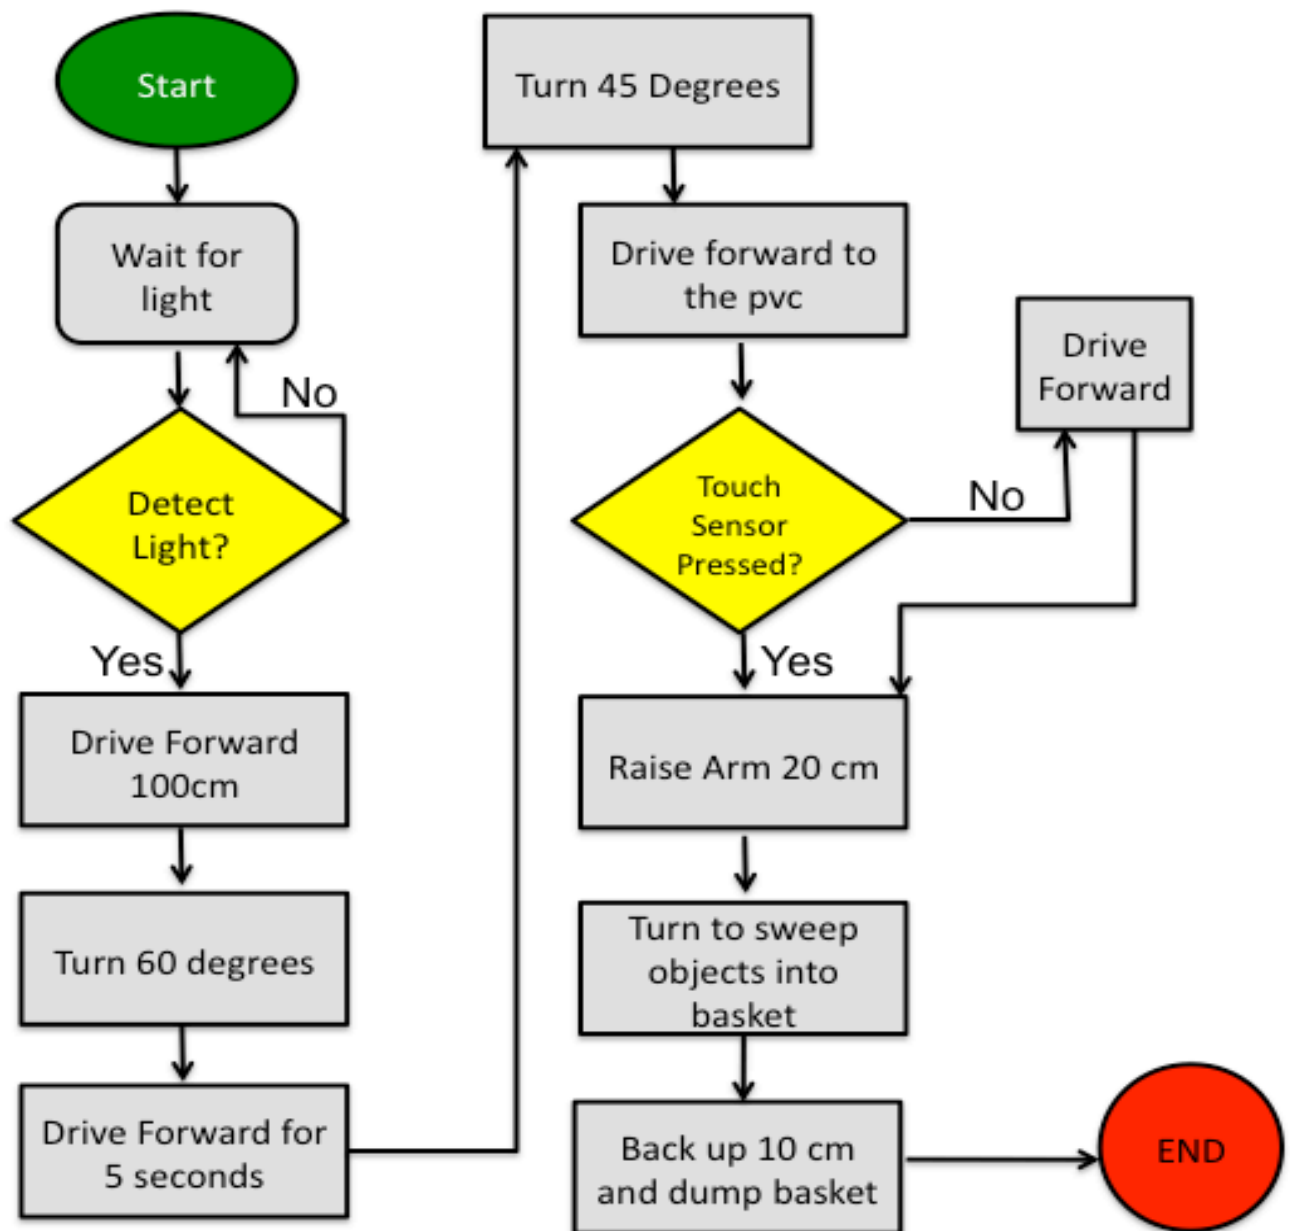 Start
Wait for
light
No
Detect
Light?
Yes
Drive Forward
100cm
Turn 60 degrees
Drive Forward for
5 seconds
Turn 45 Degrees
Drive forward to
the pvc
Touch
Sensor
Pressed?
No
Drive
Forward
Yes
Raise Arm 20 cm
Turn to sweep
objects into
basket
Back up 10 cm
and dump basket
END